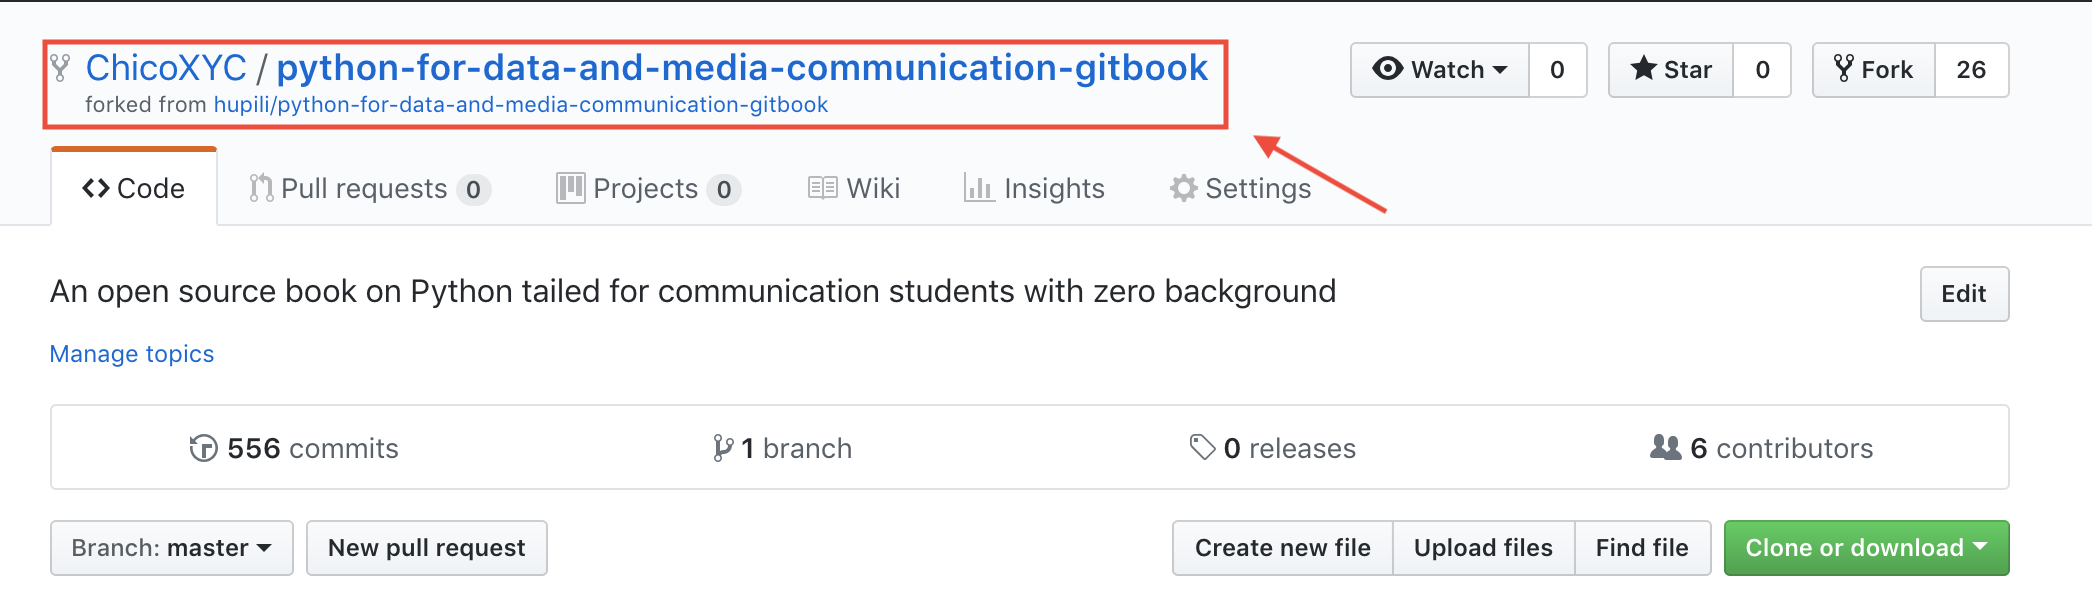 ChicoXYC / python-for-data-and-media-communication-gitbook
Watch 0
Star 0
Fork 26
forked from hupili/python-for-data-and-media-communication-gitbook
Code
Pull requests 0
Projects 0
Wiki
Insights
Settings
An open source book on Python tailed for communication students with zero background
Edit
Manage topics
556 commits
1 branch
0 releases
6 contributors
Branch: master
New pull request
Create new file
Upload files
Find file
Clone or download